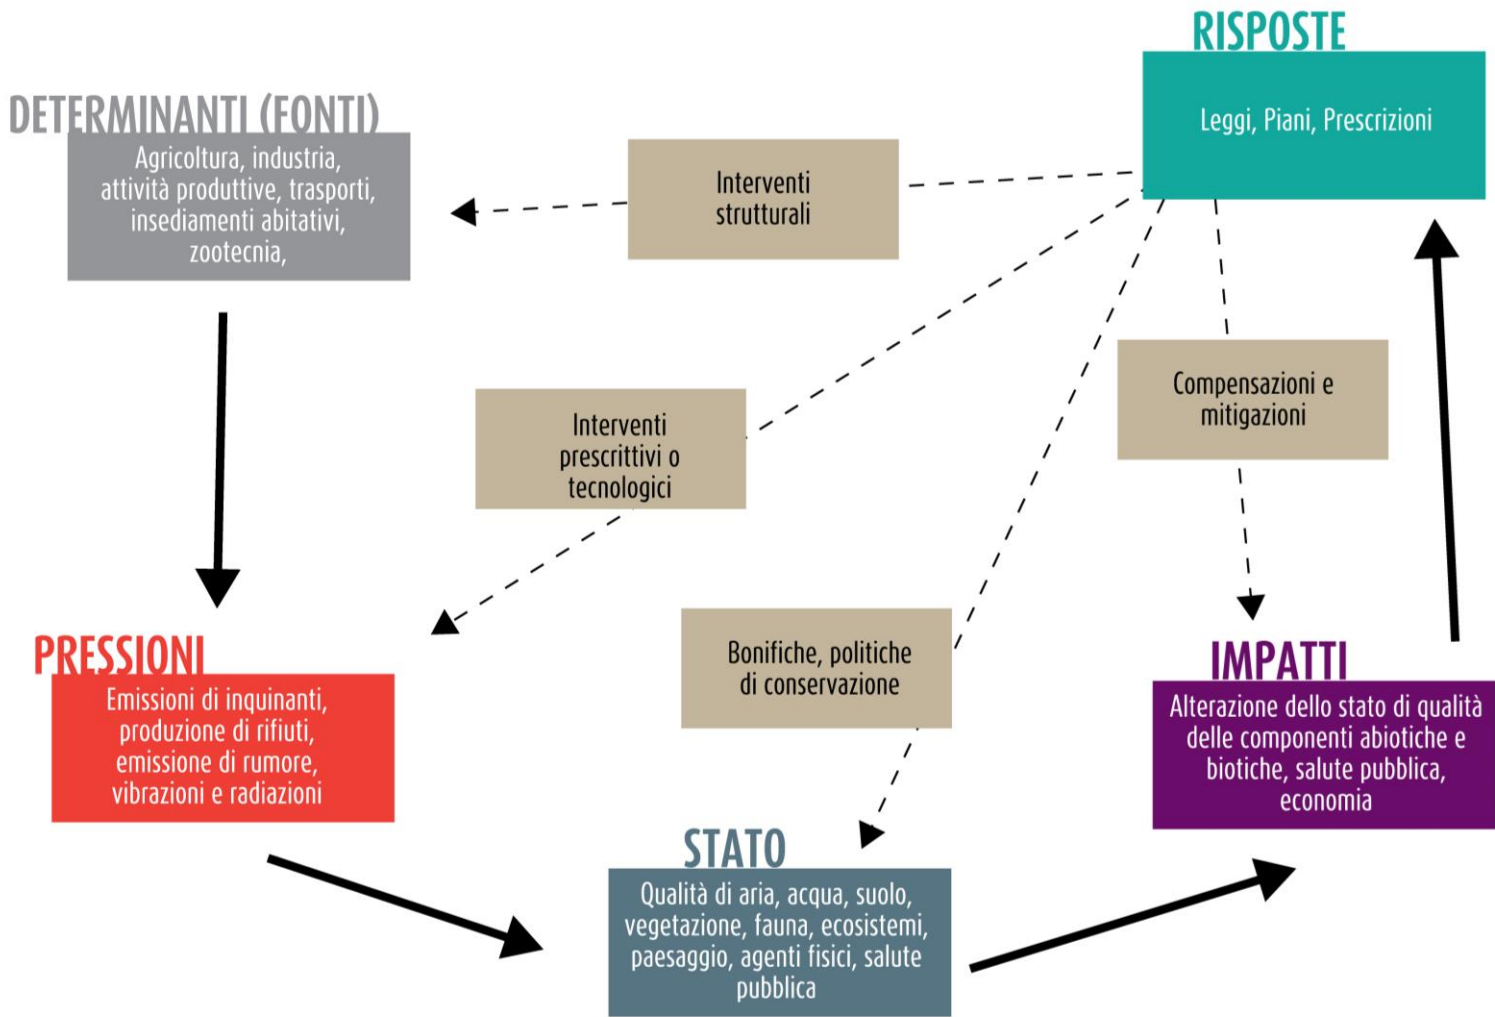 RISPOSTE
Leggi, Piani, Prescrizioni
DETERMINANTI (FONTI)
Agricoltura, industria,
attività produttive, trasporti,
insediamenti abitativi,
zootecnia,
Interventi
strutturali
Compensazioni e
mitigazioni
Interventi
prescrittivi o
tecnologici
Bonifiche, politiche
di conservazione
PRESSIONI
Emissioni di inquinanti,
produzione di rifiuti,
emissione di rumore,
vibrazioni e radiazioni
IMPATTI
Alterazione dello stato di qualità
delle componenti abiotiche e
biotiche, salute pubblica,
economia
STATO
Qualità di aria, acqua, suolo,
vegetazione, fauna, ecosistemi,
paesaggio, agenti fisici, salute
pubblica